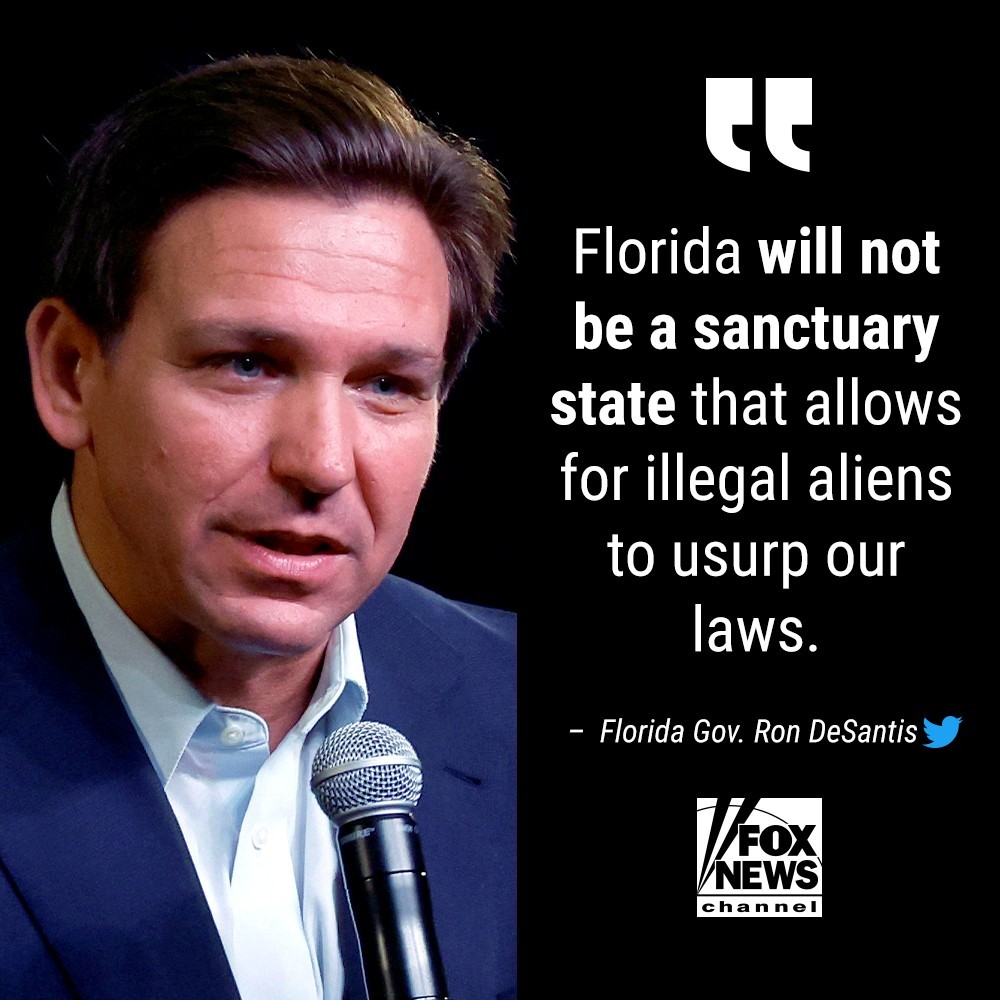 Florida will not
be a sanctuary
state that allows
for illegal aliens
to usurp our
laws.
– Florida Gov. Ron DeSantis
FOX
NEWS
channel